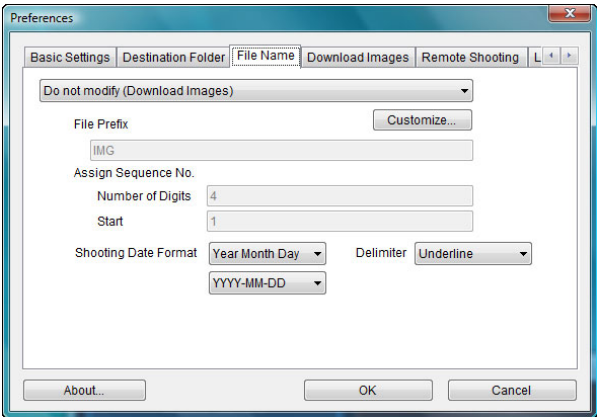 Preferences
Basic Settings Destination Folder File Name Download Images Remote Shooting L
Do not modify (Download Images)
File Prefix Customize...
IMG
Assign Sequence No.
Number of Digits 4
Start 1
Shooting Date Format Year Month Day Delimiter Underline
YYYY-MM-DD
About... OK Cancel